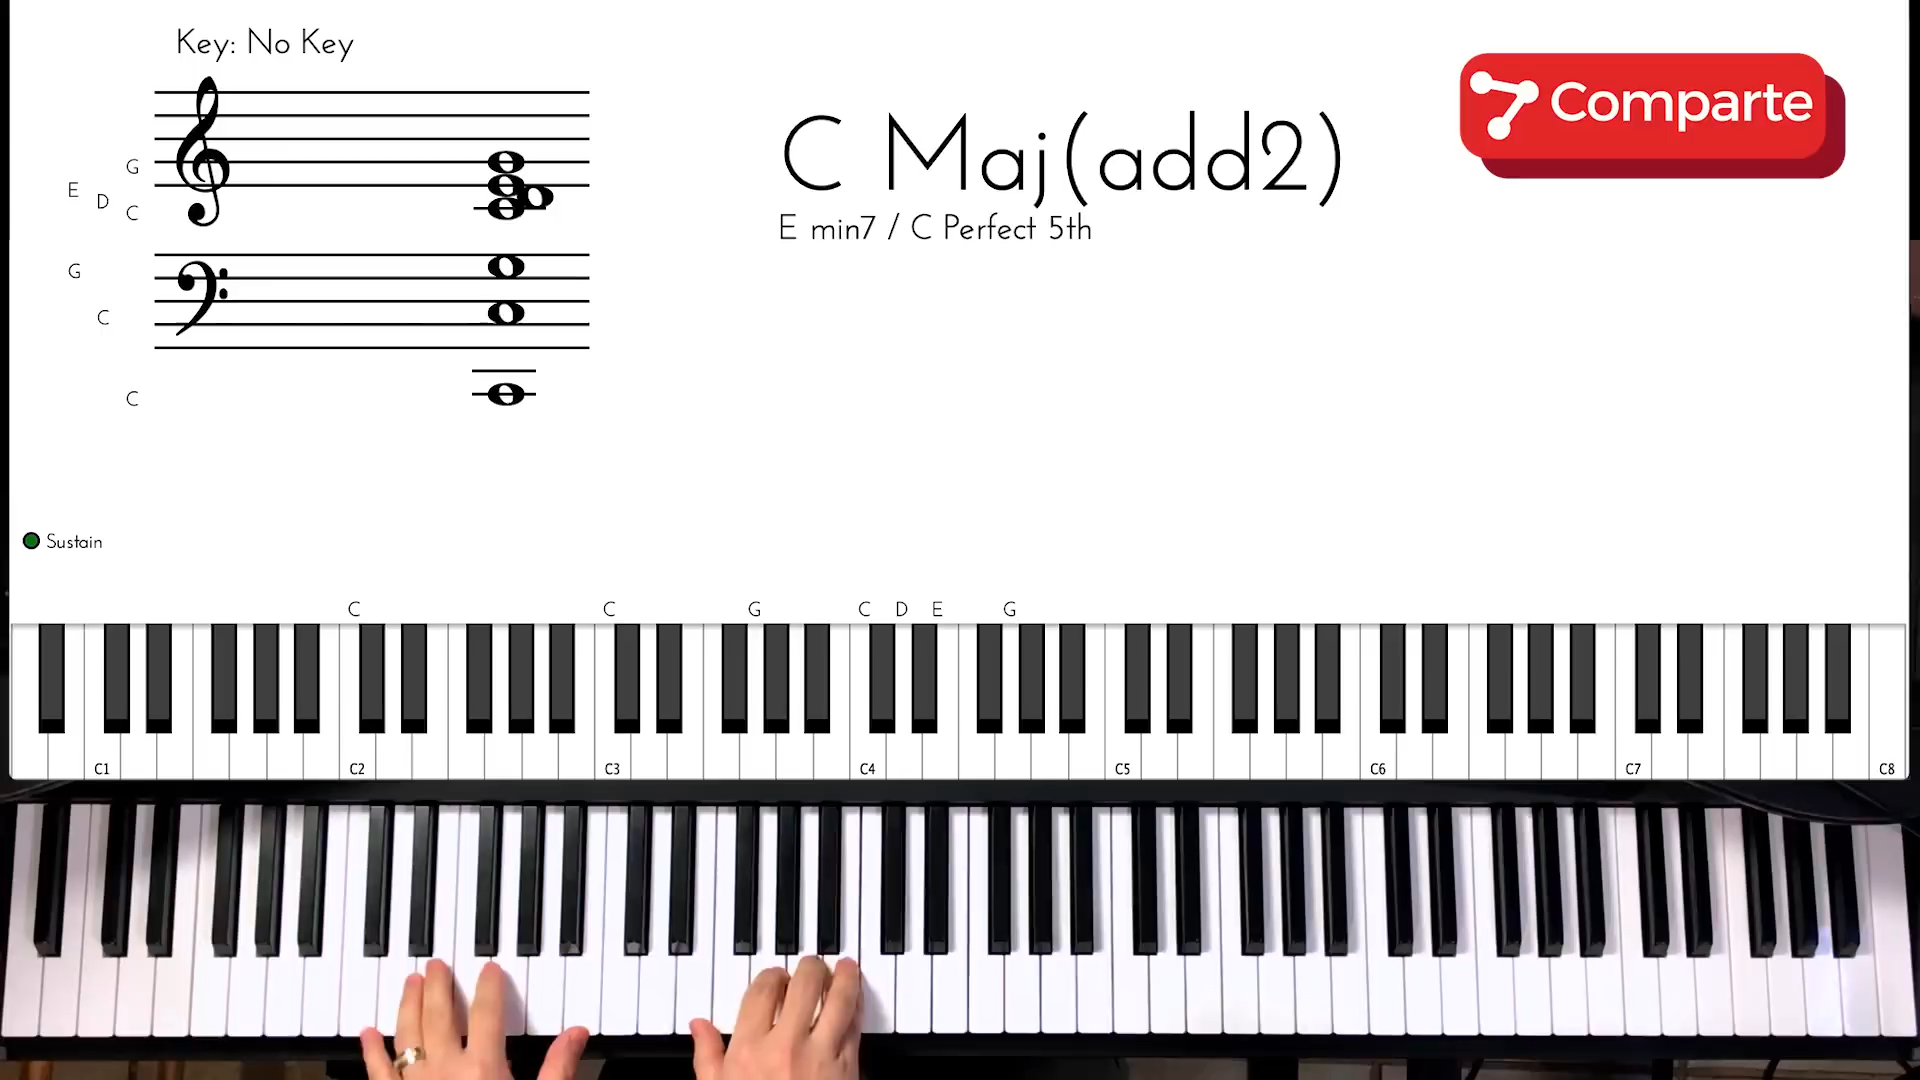 Key: No Key
Comparte
C Maj(add2)
E min7 / C Perfect 5th
G
E
D
C
G
C
C
Sustain
C C G C D E G
C1 C2 C3 C4 C5 C6 C7 C8